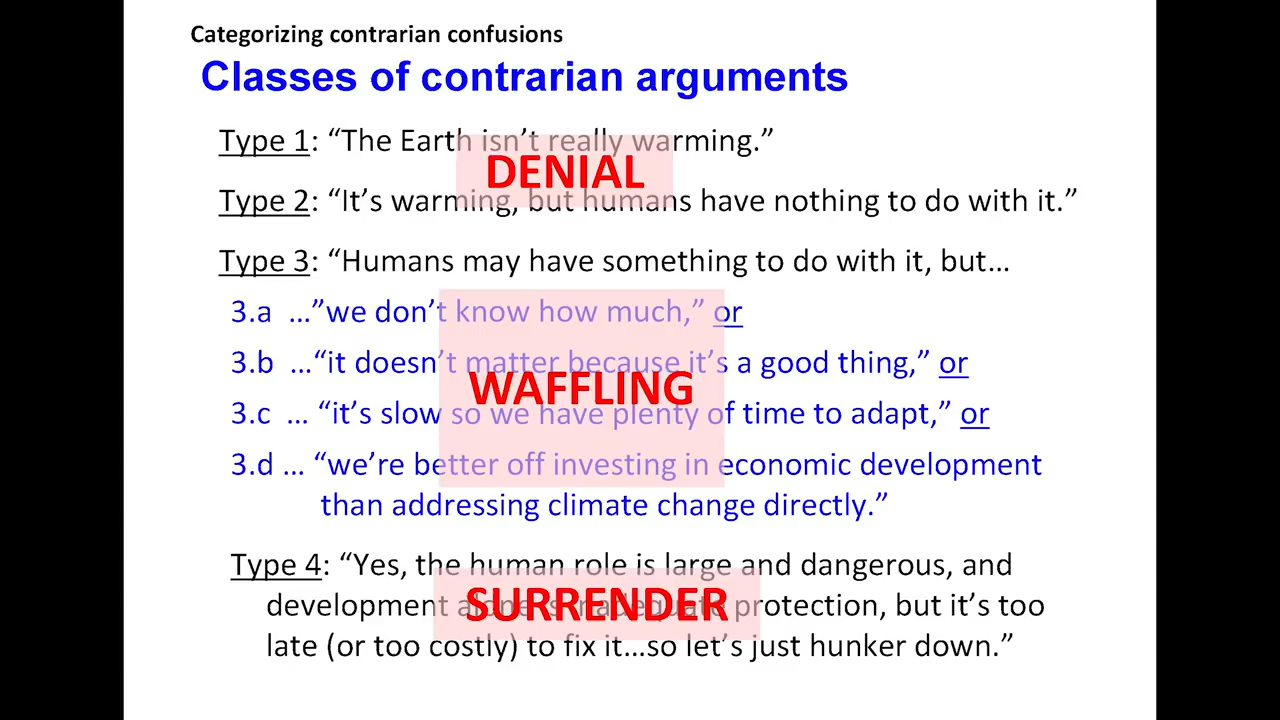 Categorizing contrarian confusions
Classes of contrarian arguments
Type 1: “The Earth isn’t really warming.”
DENIAL
Type 2: “It’s warming, but humans have nothing to do with it.”
Type 3: “Humans may have something to do with it, but…
3.a …”we don’t know how much,” or
3.b …“it doesn’t matter because it’s a good thing,” or
WAFFLING
3.c … “it’s slow so we have plenty of time to adapt,” or
3.d … “we’re better off investing in economic development
than addressing climate change directly.”
Type 4: “Yes, the human role is large and dangerous, and
development alone is inadequate protection, but it’s too
SURRENDER
late (or too costly) to fix it…so let’s just hunker down.”